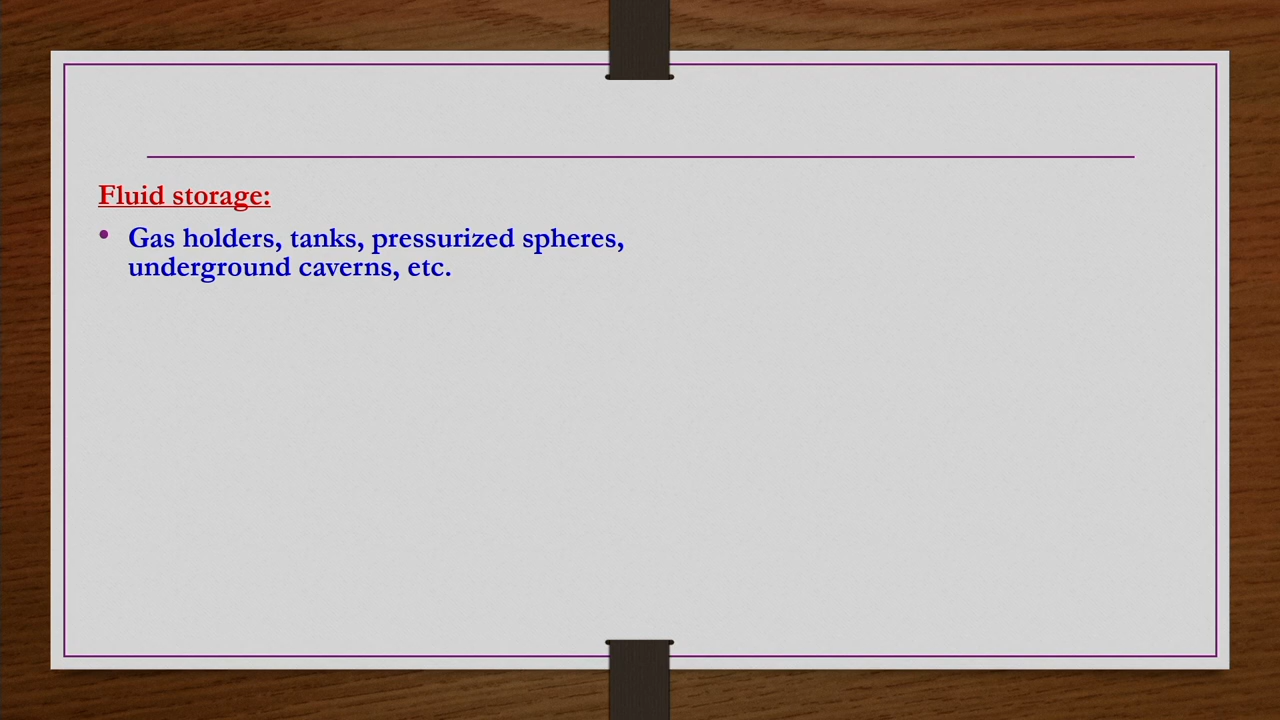 Fluid storage:
• Gas holders, tanks, pressurized spheres,
underground caverns, etc.